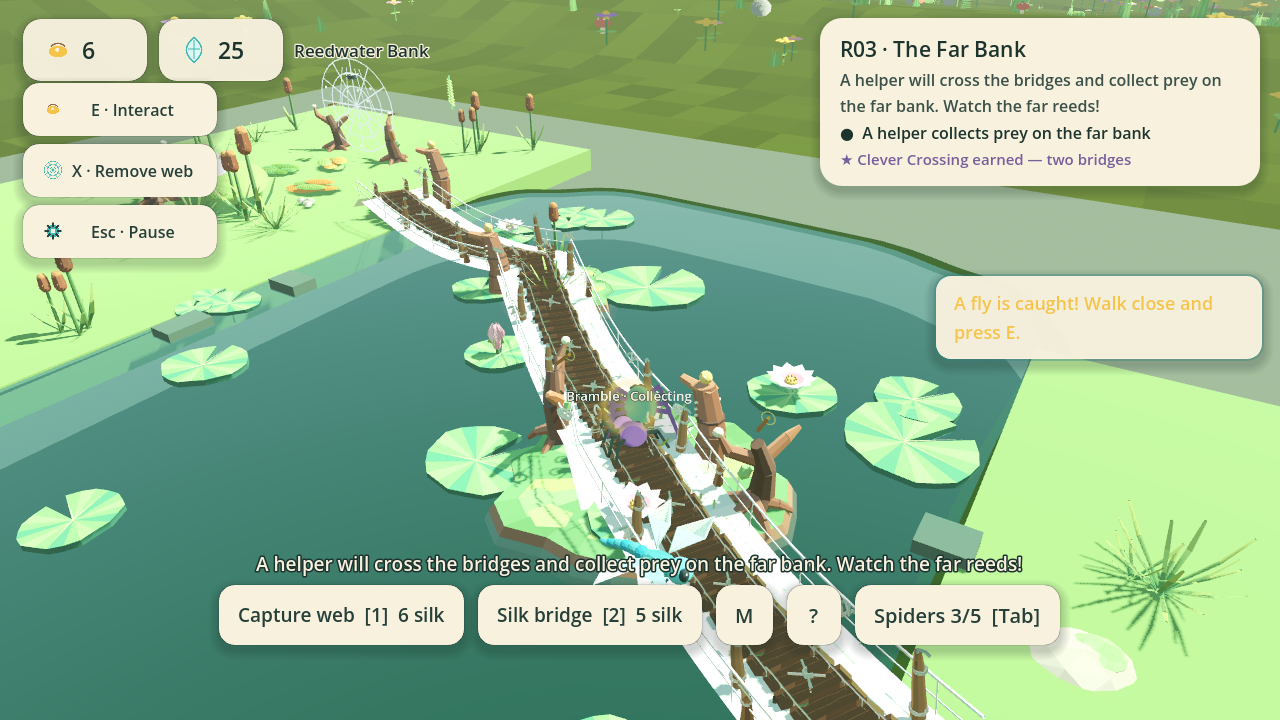 6
25
Reedwater Bank
E · Interact
X · Remove web
Esc · Pause
R03 · The Far Bank
A helper will cross the bridges and collect prey on
the far bank. Watch the far reeds!
● A helper collects prey on the far bank
★ Clever Crossing earned — two bridges
A fly is caught! Walk close and
press E.
Bramble · Collecting
A helper will cross the bridges and collect prey on the far bank. Watch the far reeds!
Capture web [1] 6 silk
Silk bridge [2] 5 silk
M
?
Spiders 3/5 [Tab]